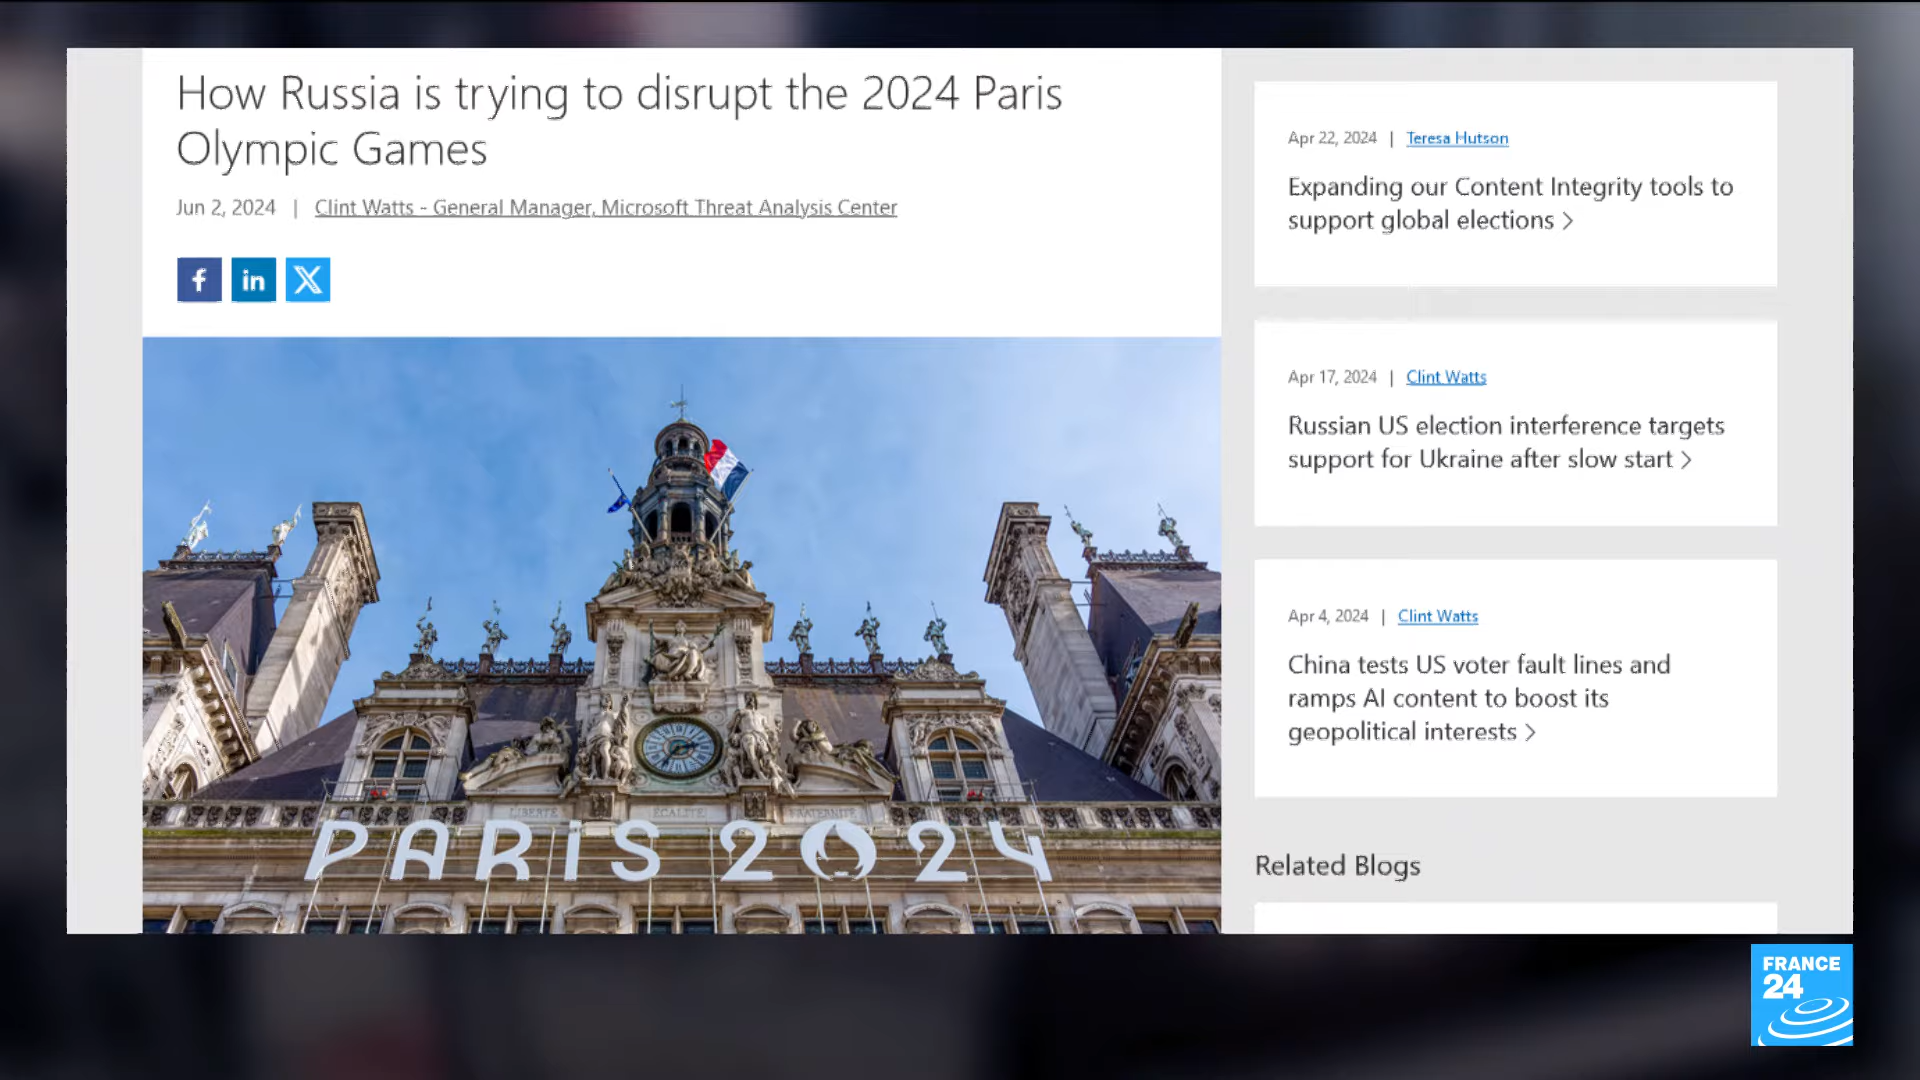 How Russia is trying to disrupt the 2024 Paris
Olympic Games
Jun 2, 2024 | Clint Watts - General Manager, Microsoft Threat Analysis Center
f in X
LIBERTÉ ÉGALITÉ FRATERNITÉ
PARIS 2024
Apr 22, 2024 | Teresa Hutson
Expanding our Content Integrity tools to
support global elections >
Apr 17, 2024 | Clint Watts
Russian US election interference targets
support for Ukraine after slow start >
Apr 4, 2024 | Clint Watts
China tests US voter fault lines and
ramps AI content to boost its
geopolitical interests >
Related Blogs
FRANCE
24